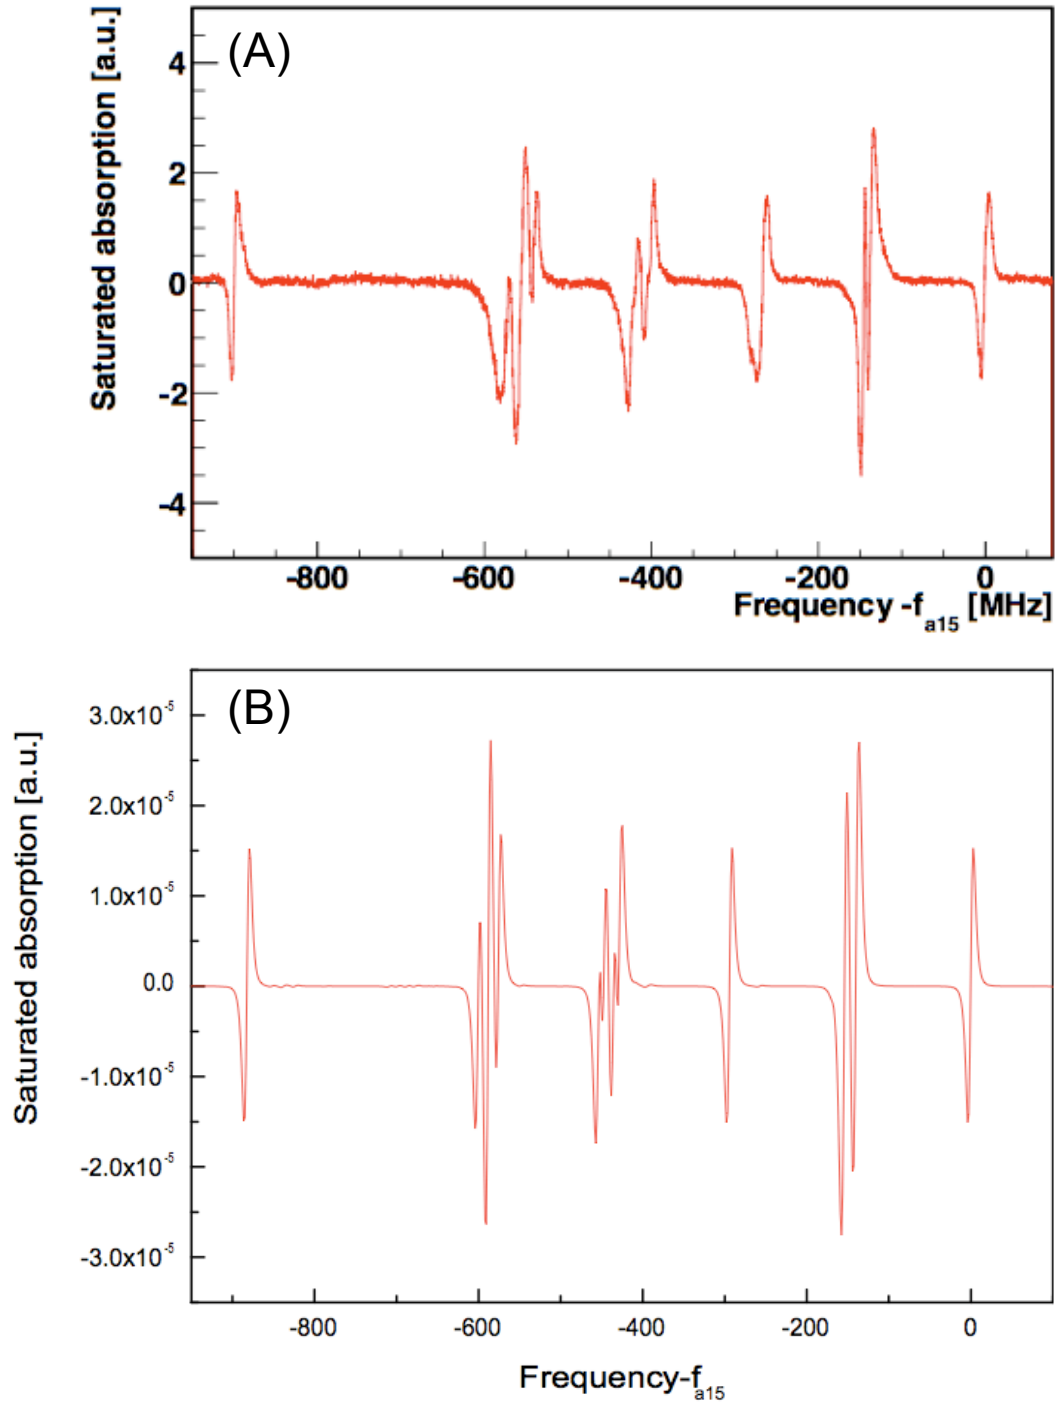 (A)
Saturated absorption [a.u.]
4
2
0
-2
-4
-800 -600 -400 -200 0
Frequency -f_a15 [MHz]
(B)
Saturated absorption [a.u.]
3.0x10^-5
2.0x10^-5
1.0x10^-5
0.0
-1.0x10^-5
-2.0x10^-5
-3.0x10^-5
-800 -600 -400 -200 0
Frequency-f_a15